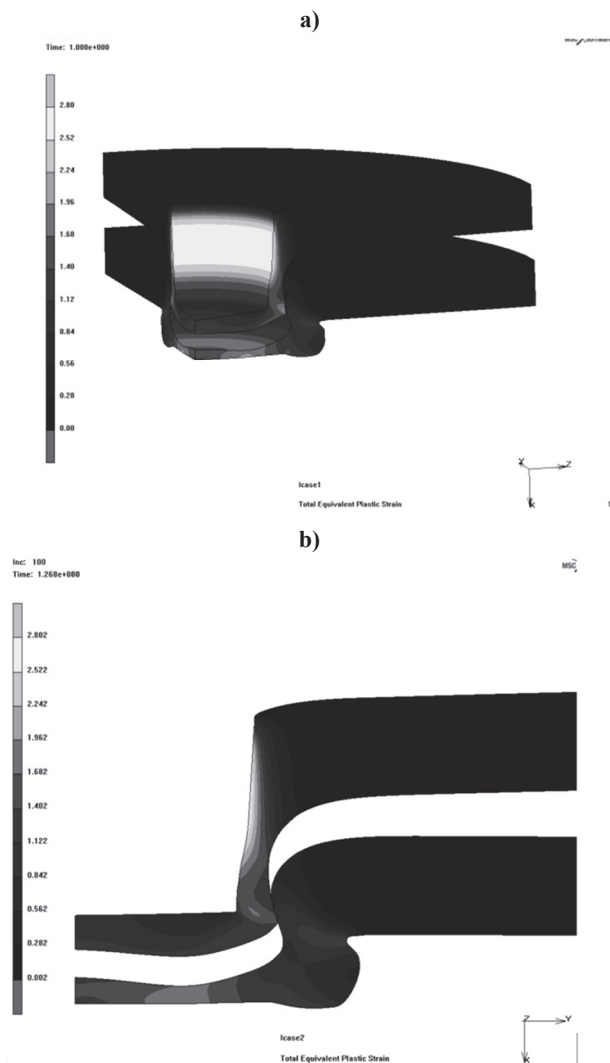 a)
Time: 1.000e+000
2.80
2.52
2.24
1.96
1.68
1.40
1.12
0.84
0.56
0.28
0.00
Y
Z
X
lcase1
Total Equivalent Plastic Strain
1
b)
Inc: 100
Time: 1.268e+000
MSC
2.802
2.522
2.242
1.962
1.682
1.402
1.122
0.842
0.562
0.282
0.002
Z
Y
X
lcase2
Total Equivalent Plastic Strain